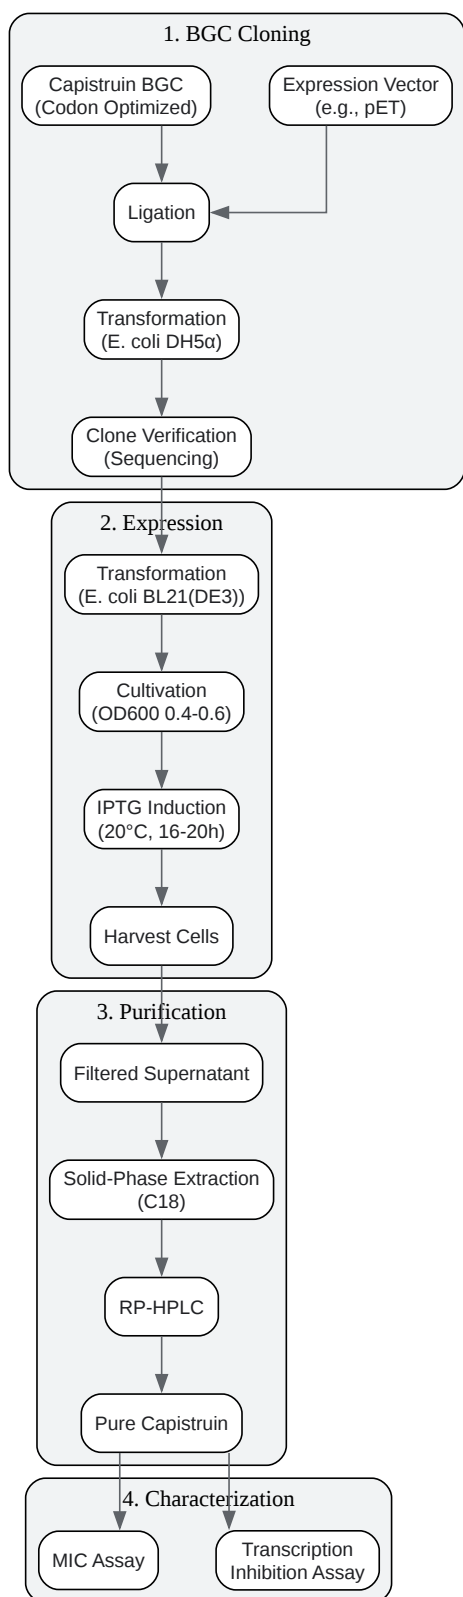 1. BGC Cloning
Capistruin BGC
(Codon Optimized)
Expression Vector
(e.g., pET)
Ligation
Transformation
(E. coli DH5α)
Clone Verification
(Sequencing)
2. Expression
Transformation
(E. coli BL21(DE3))
Cultivation
(OD600 0.4-0.6)
IPTG Induction
(20°C, 16-20h)
Harvest Cells
3. Purification
Filtered Supernatant
Solid-Phase Extraction
(C18)
RP-HPLC
Pure Capistruin
4. Characterization
MIC Assay
Transcription
Inhibition Assay